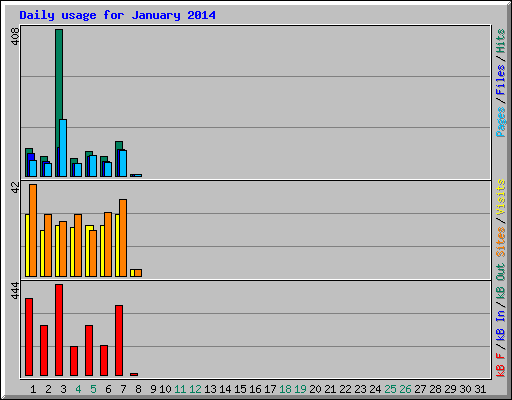 Daily usage for January 2014
408
Pages / Files / Hits
42
Sites / Visits
444
kB F / kB In / kB Out
1 2 3 4 5 6 7 8 9 10 11 12 13 14 15 16 17 18 19 20 21 22 23 24 25 26 27 28 29 30 31